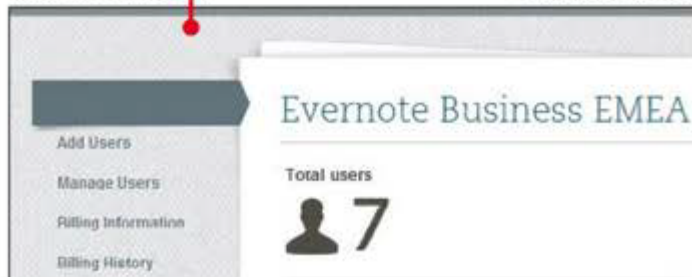 Evernote Business EMEA
Add Users
Manage Users
Billing Information
Billing History
Total users
7